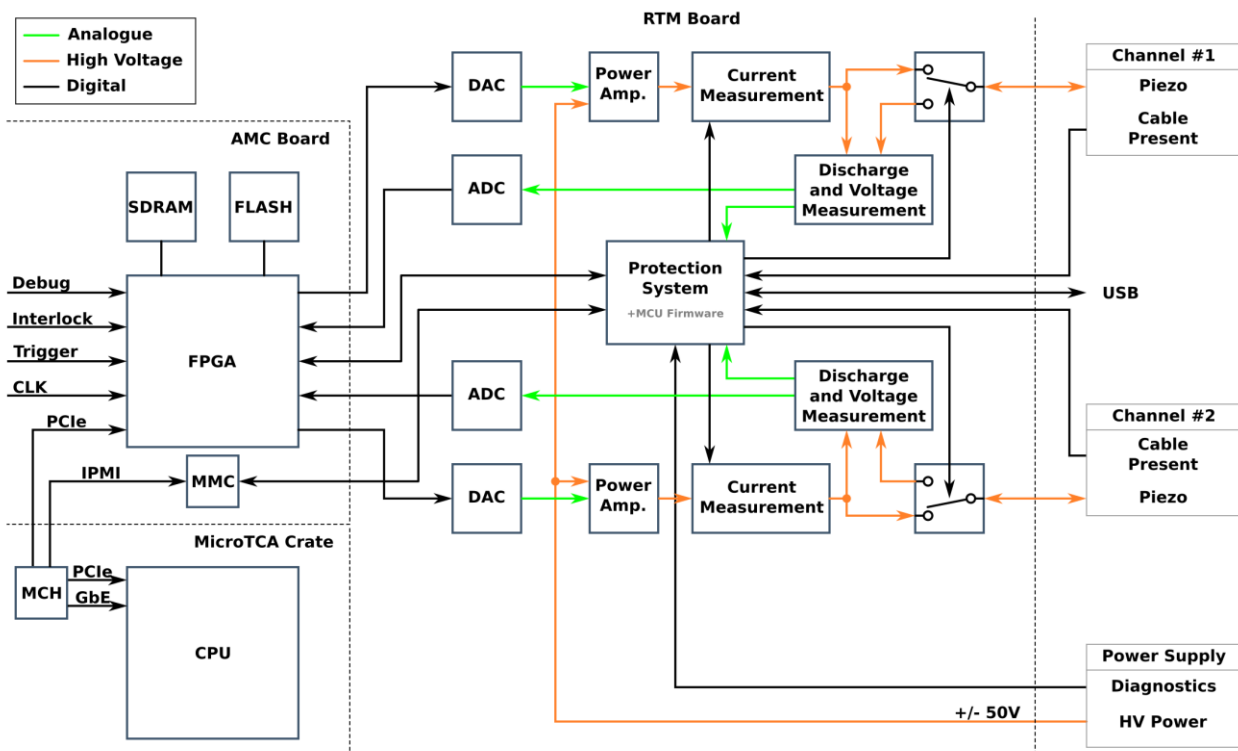 RTM Board
Analogue
High Voltage
Digital
DAC
Power
Amp.
Current
Measurement
Channel #1
Piezo
Cable
Present
AMC Board
ADC
Discharge
and Voltage
Measurement
SDRAM
FLASH
Protection
System
+MCU Firmware
USB
Debug
Interlock
Trigger
CLK
PCIe
FPGA
ADC
Discharge
and Voltage
Measurement
Channel #2
Cable
Present
Piezo
IPMI
MMC
DAC
Power
Amp.
Current
Measurement
MicroTCA Crate
MCH
PCIe
GbE
CPU
Power Supply
Diagnostics
HV Power
+/- 50V